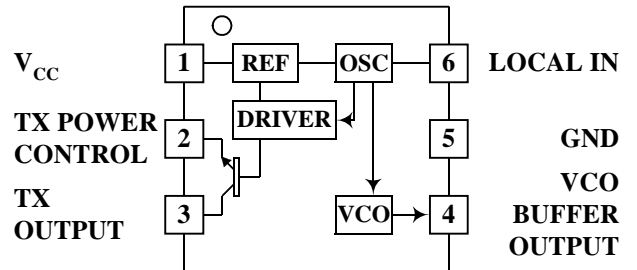 V_CC
1
REF
OSC
6
LOCAL IN
TX POWER
CONTROL
2
DRIVER
5
GND
TX
OUTPUT
3
VCO
4
VCO
BUFFER
OUTPUT